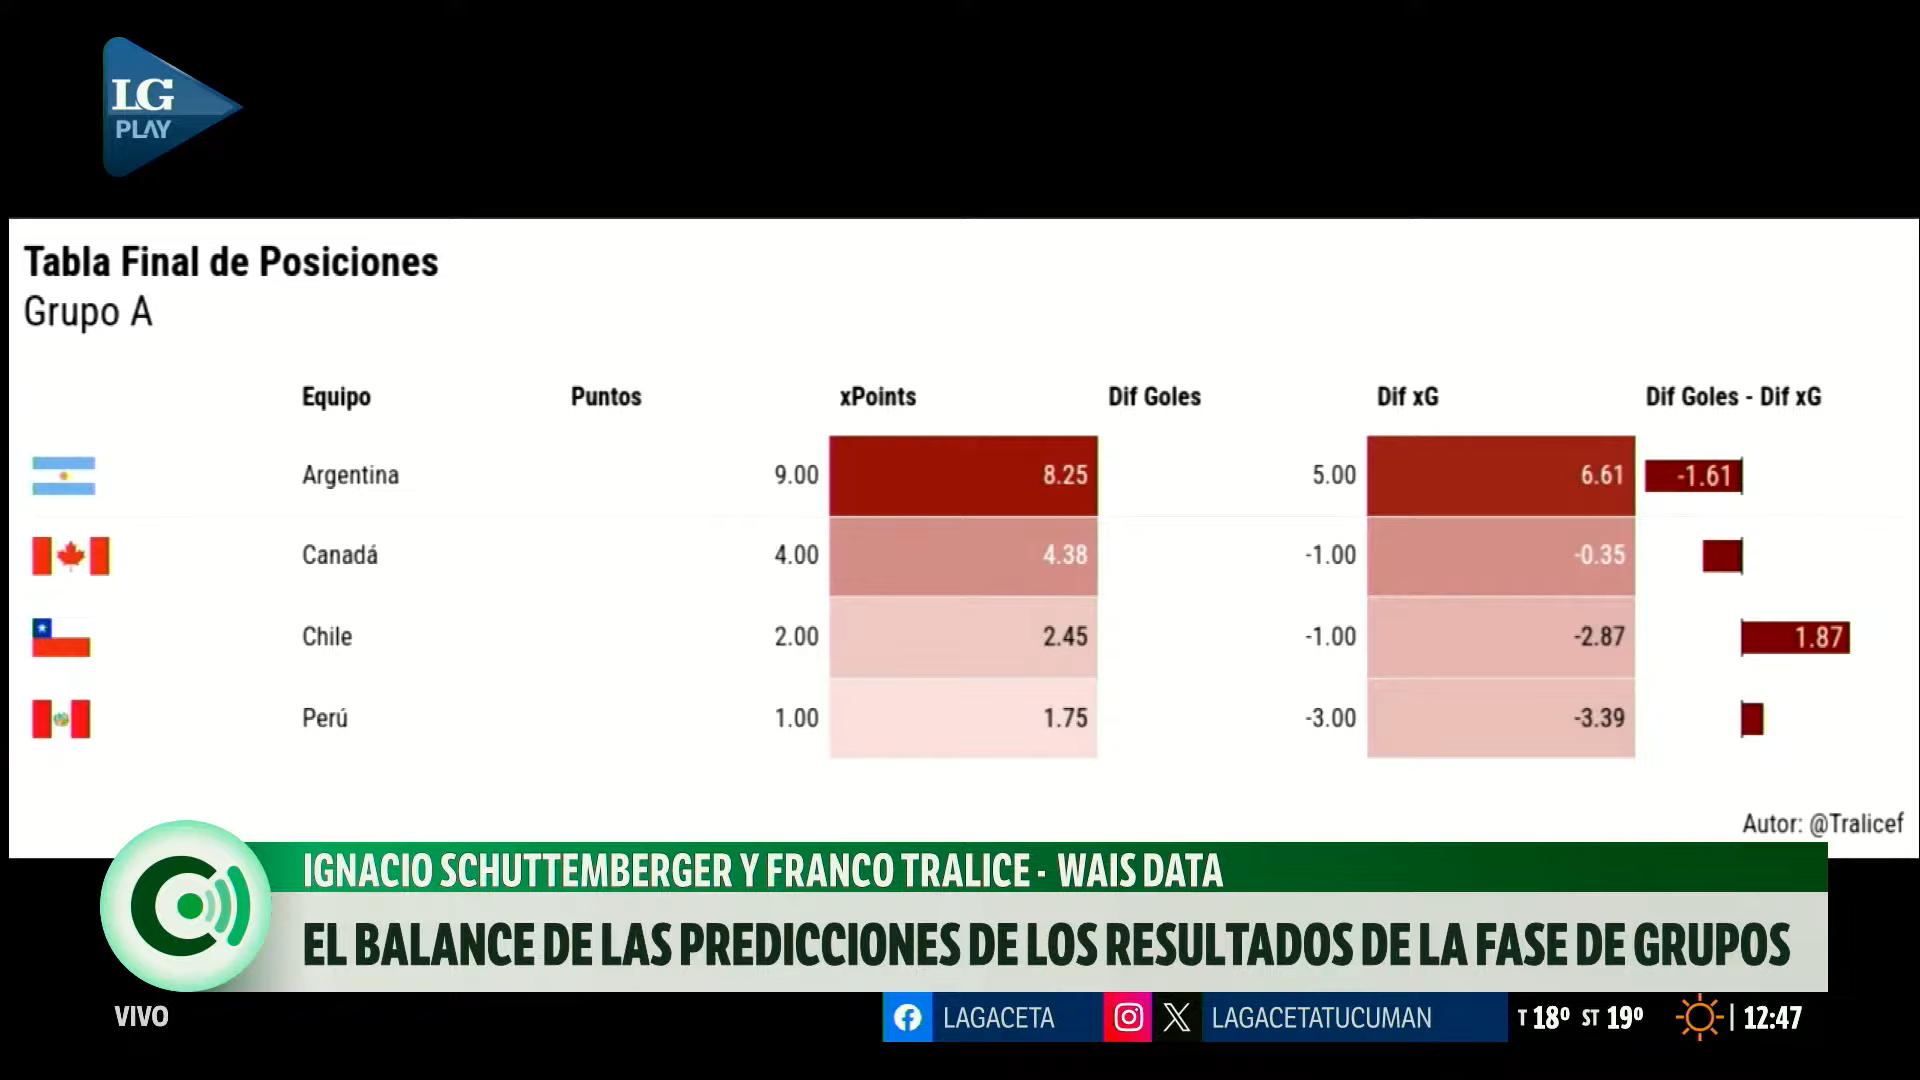 LG
PLAY
Tabla Final de Posiciones
Grupo A
Equipo Puntos xPoints Dif Goles Dif xG Dif Goles - Dif xG
Argentina 9.00 8.25 5.00 6.61 -1.61
Canadá 4.00 4.38 -1.00 -0.35
Chile 2.00 2.45 -1.00 -2.87 1.87
Perú 1.00 1.75 -3.00 -3.39
Autor: @Tralicef
IGNACIO SCHUTTEMBERGER Y FRANCO TRALICE - WAIS DATA
EL BALANCE DE LAS PREDICCIONES DE LOS RESULTADOS DE LA FASE DE GRUPOS
VIVO LAGACETA LAGACETATUCUMAN T 18º ST 19º | 12:47